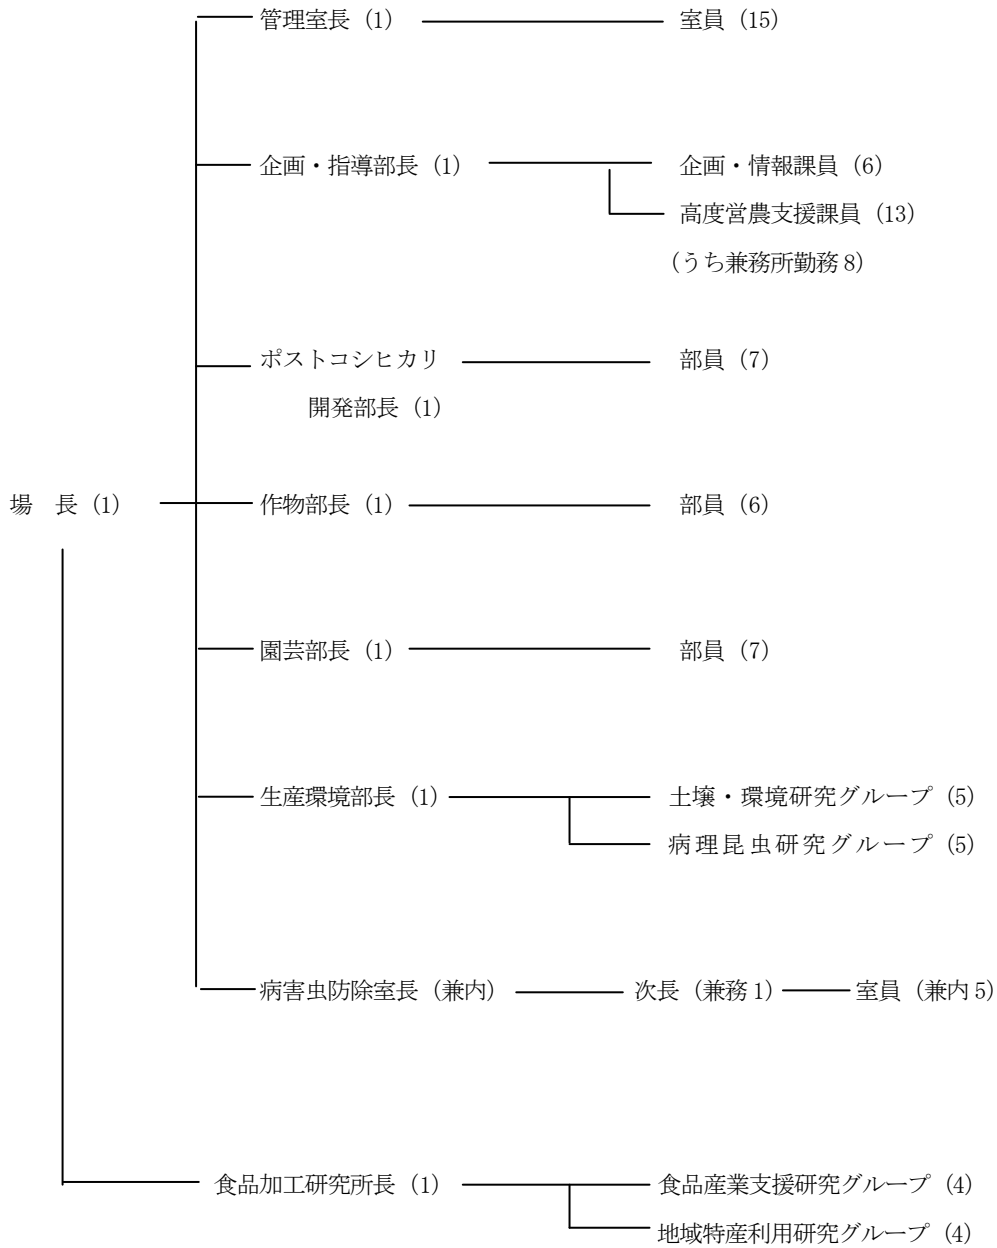 管理室長 (1) 室員 (15)
企画・指導部長 (1) 企画・情報課員 (6)
高度営農支援課員 (13)
(うち兼務所勤務 8)
ポストコシヒカリ 部員 (7)
開発部長 (1)
場　長 (1) 作物部長 (1) 部員 (6)
園芸部長 (1) 部員 (7)
生産環境部長 (1) 土壌・環境研究グループ (5)
病理昆虫研究グループ (5)
病害虫防除室長 (兼内) 次長 (兼務 1) 室員 (兼内 5)
食品加工研究所長 (1) 食品産業支援研究グループ (4)
地域特産利用研究グループ (4)